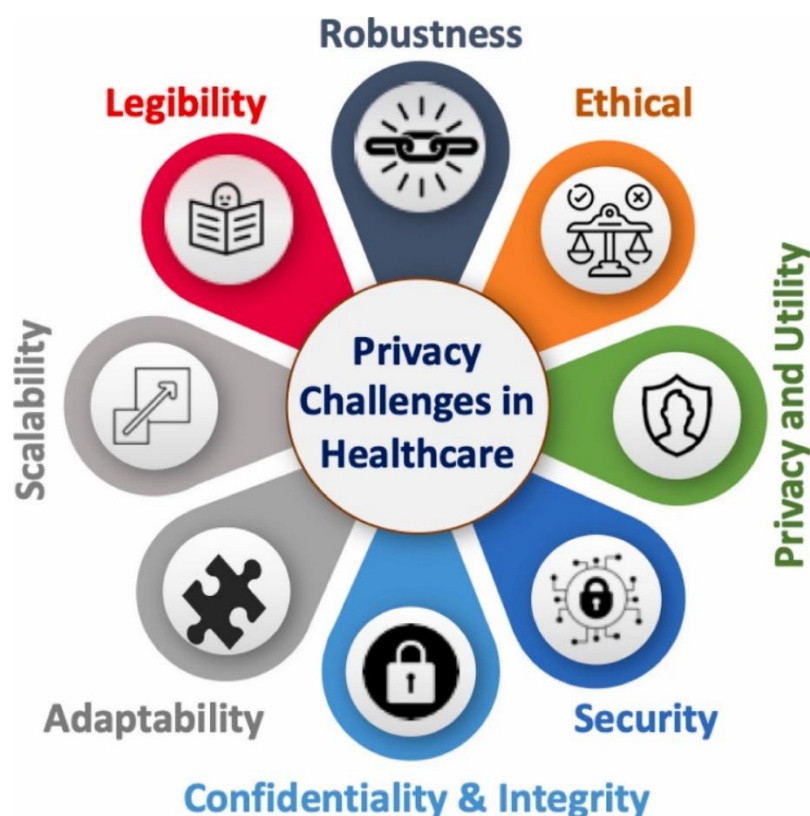 Robustness
Legibility
Ethical
Privacy and Utility
Scalability
Privacy
Challenges in
Healthcare
Adaptability
Security
Confidentiality & Integrity